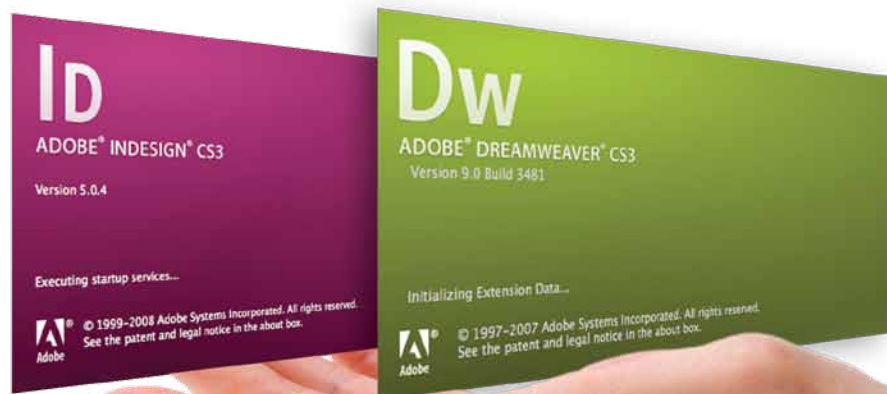 ID
ADOBE® INDESIGN® CS3
Version 5.0.4
Executing startup services...
© 1999-2008 Adobe Systems Incorporated. All rights reserved.
See the patent and legal notice in the about box.
Adobe
DW
ADOBE® DREAMWEAVER® CS3
Version 9.0 Build 3481
Initializing Extension Data...
© 1997-2007 Adobe Systems Incorporated. All rights reserved.
See the patent and legal notice in the about box.
Adobe